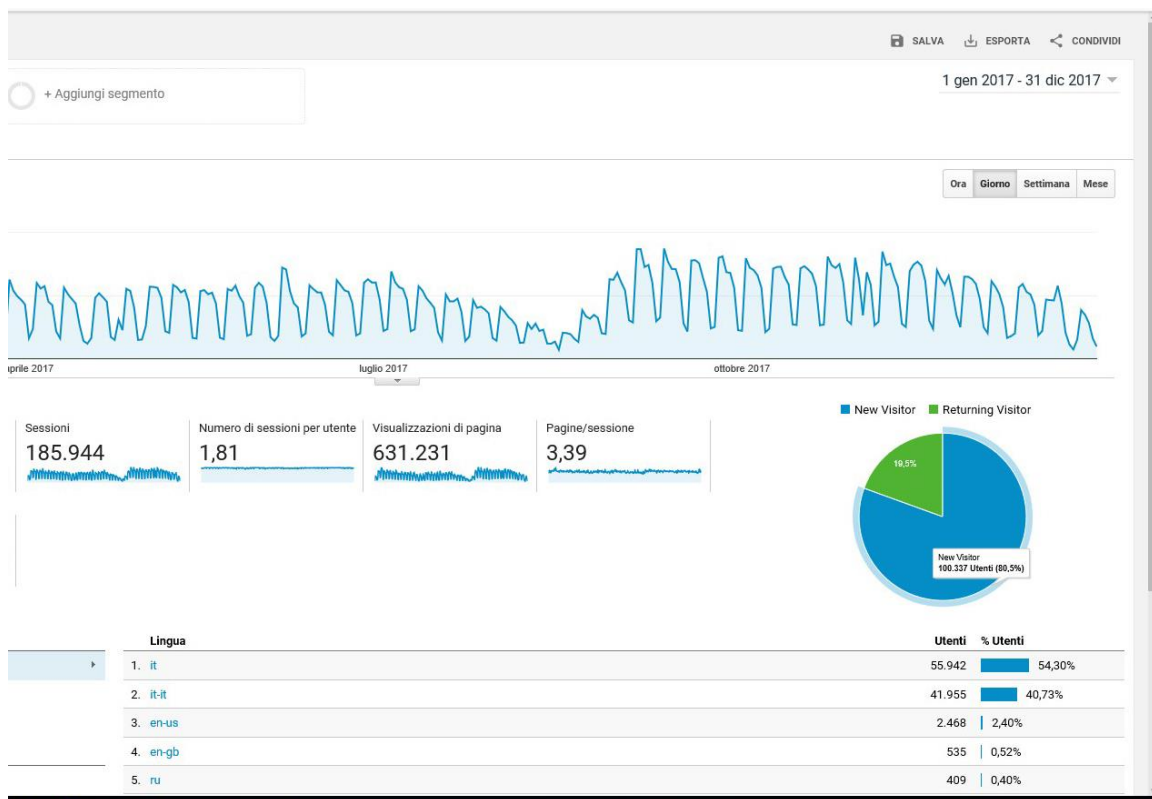 SALVA ESPORTA CONDIVIDI
1 gen 2017 - 31 dic 2017
+ Aggiungi segmento
Ora Giorno Settimana Mese
aprile 2017 luglio 2017 ottobre 2017
New Visitor Returning Visitor
Sessioni Numero di sessioni per utente Visualizzazioni di pagina Pagine/sessione
185.944 1,81 631.231 3,39
19,5%
New Visitor
100.337 Utenti (80,5%)
Lingua Utenti % Utenti
1. it 55.942 54,30%
2. it-it 41.955 40,73%
3. en-us 2.468 2,40%
4. en-gb 535 0,52%
5. ru 409 0,40%